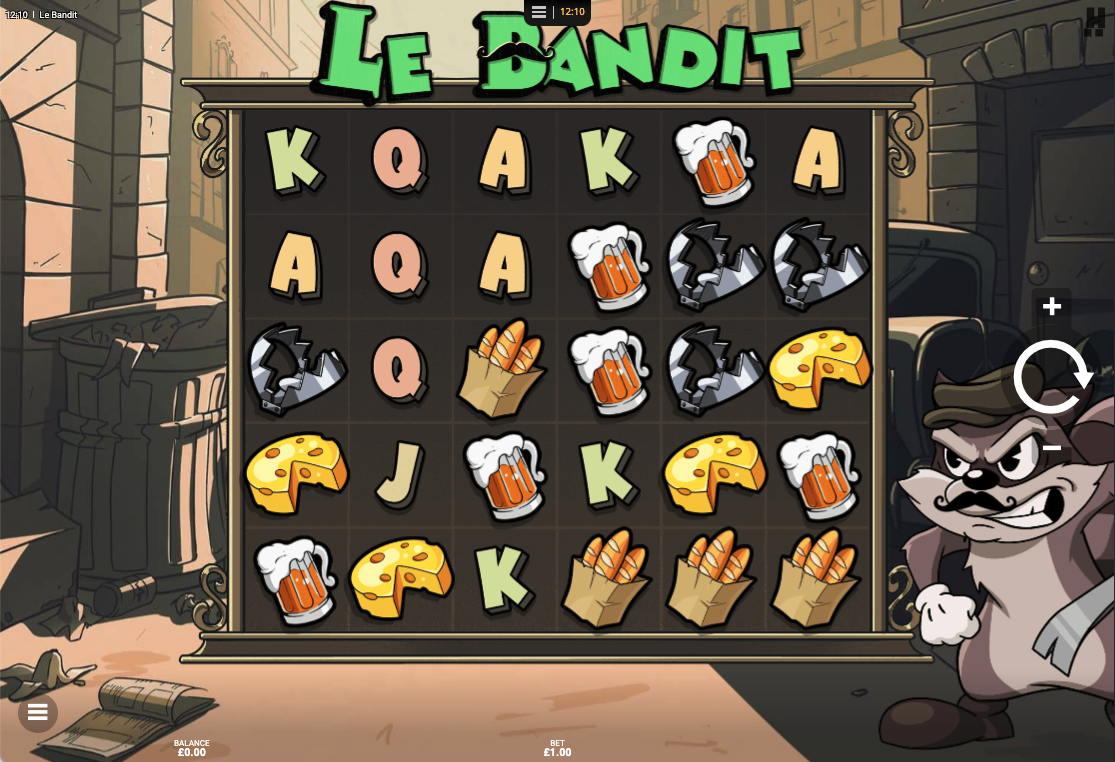 12:10 | Le Bandit
12:10
LE BANDIT
K Q A K A
A Q A
Q
J K
K
+
−
BALANCE
£0.00
BET
£1.00